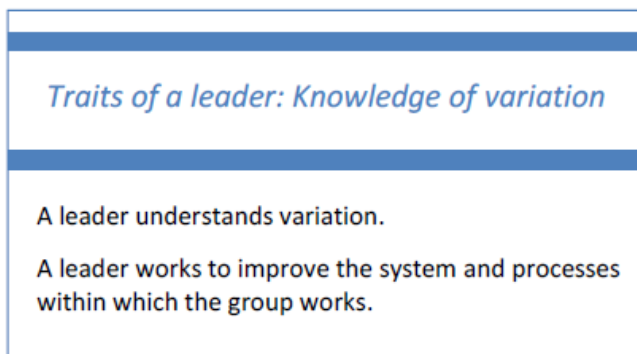 Traits of a leader: Knowledge of variation
A leader understands variation.
A leader works to improve the system and processes
within which the group works.